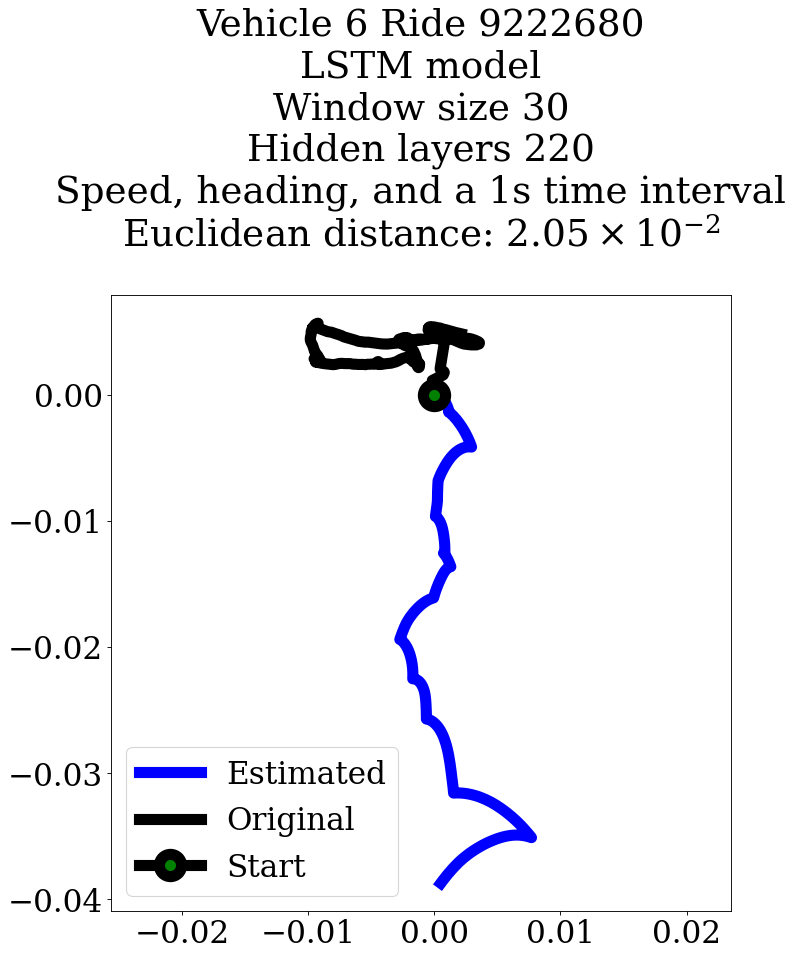 Vehicle 6 Ride 9222680
LSTM model
Window size 30
Hidden layers 220
Speed, heading, and a 1s time interval
Euclidean distance: 2.05 × 10⁻²
0.00
−0.01
−0.02
−0.03
−0.04
Estimated
Original
Start
−0.02 −0.01 0.00 0.01 0.02